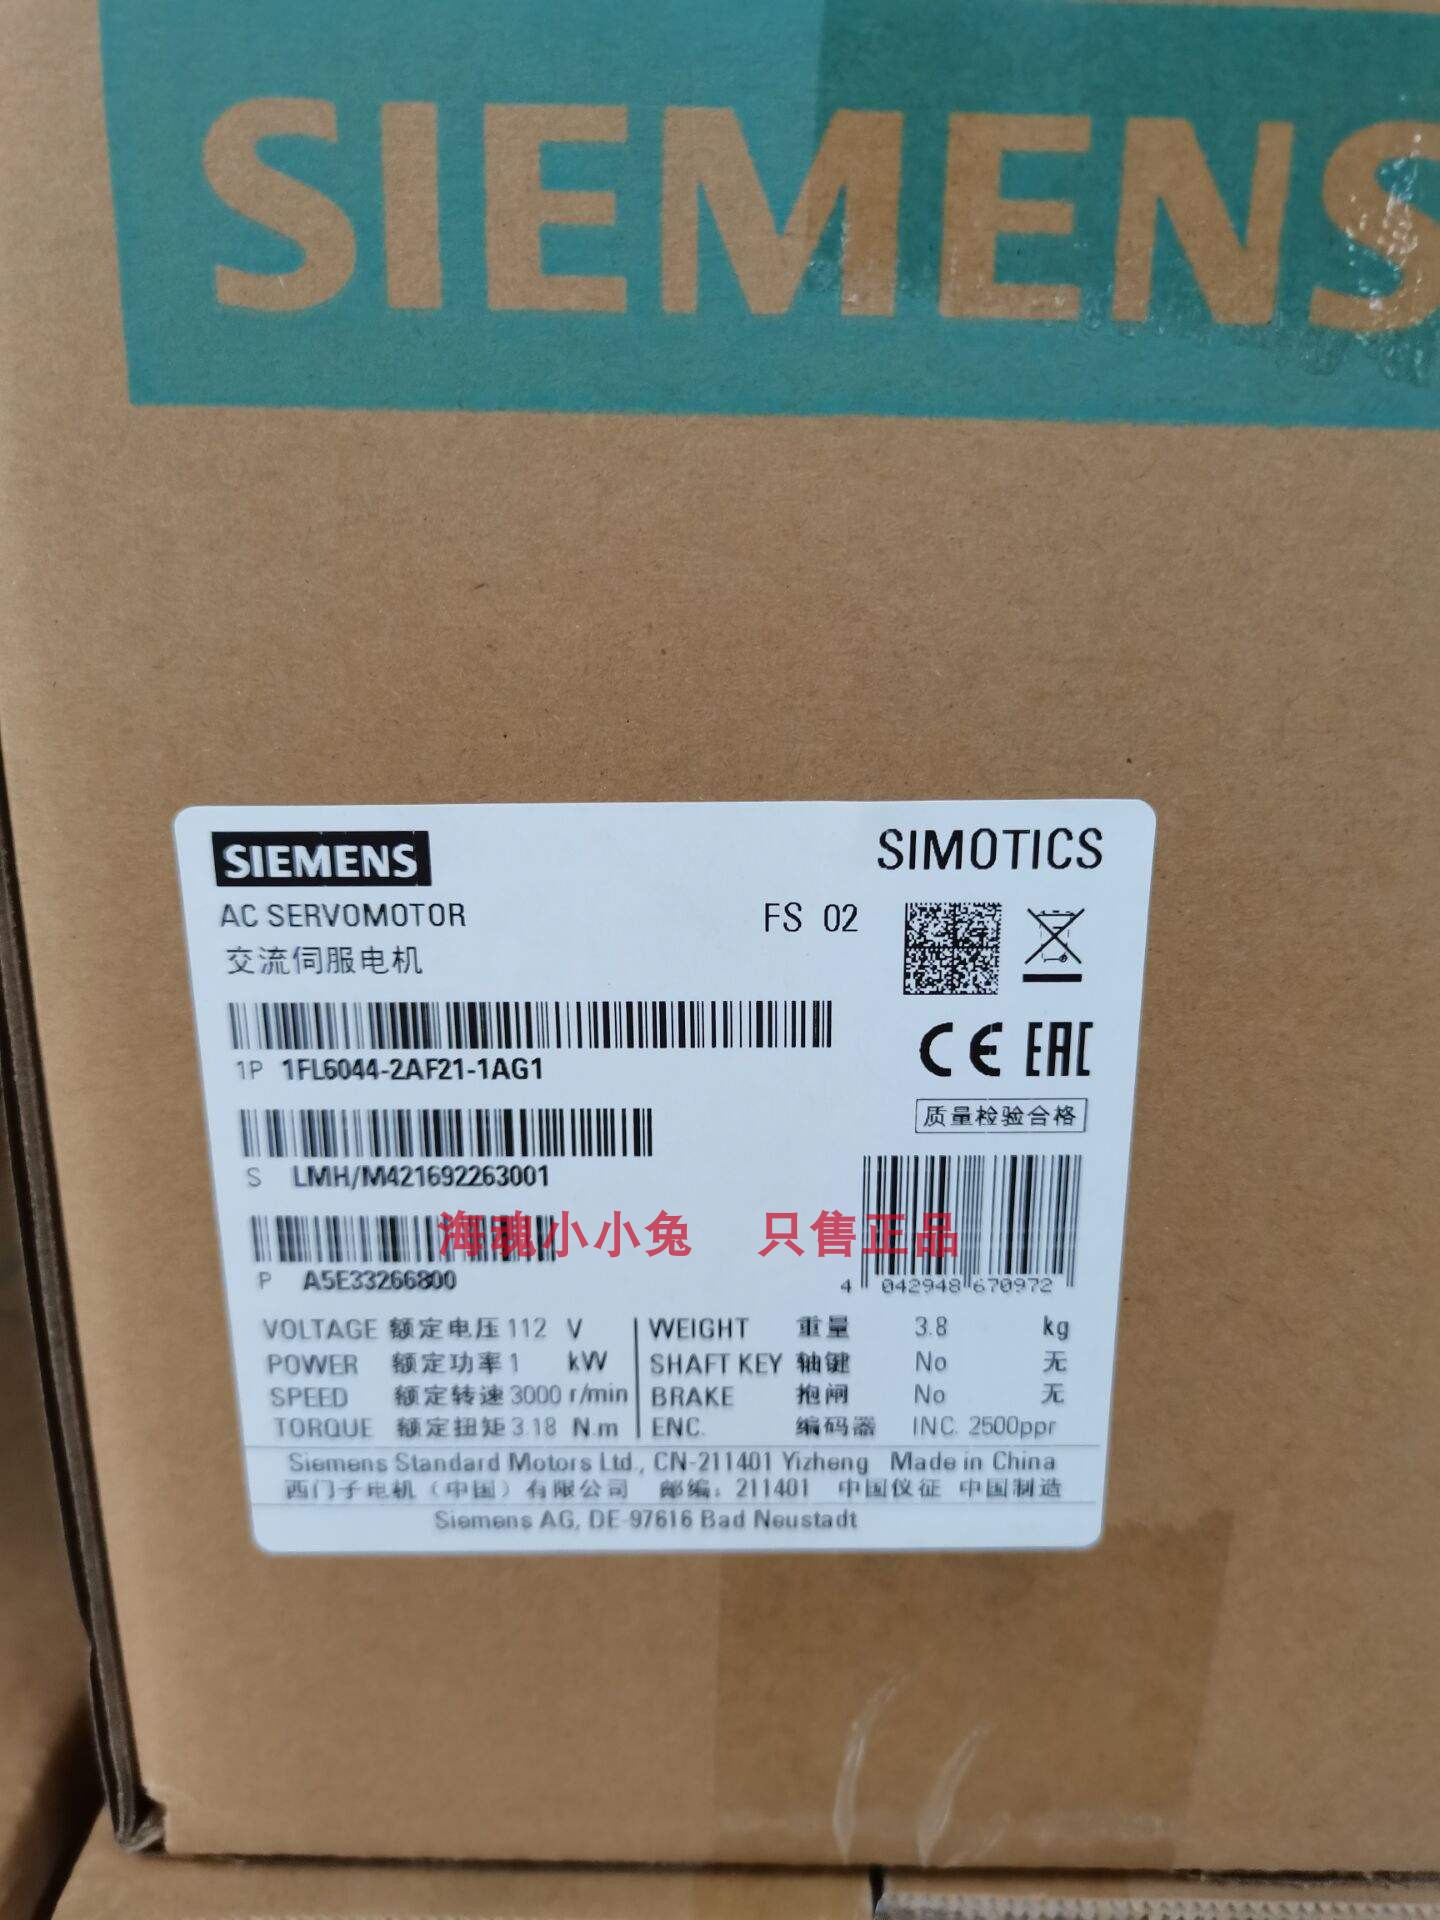 SIEMENS
SIEMENS
SIMOTICS
AC SERVOMOTOR
FS 02
交流伺服电机
1P 1FL6044-2AF21-1AG1
CE EAC
质量检验合格
S LMH/M421692263001
海魂小小兔 只售正品
P A5E33266800
4 042948 670972
VOLTAGE 额定电压 112 V WEIGHT 重量 3.8 kg
POWER 额定功率 1 kW SHAFT KEY 轴键 No 无
SPEED 额定转速 3000 r/min BRAKE 抱闸 No 无
TORQUE 额定扭矩 3.18 N.m ENC. 编码器 INC. 2500ppr
Siemens Standard Motors Ltd., CN-211401 Yizheng Made in China
西门子电机（中国）有限公司 邮编：211401 中国仪征 中国制造
Siemens AG, DE-97616 Bad Neustadt